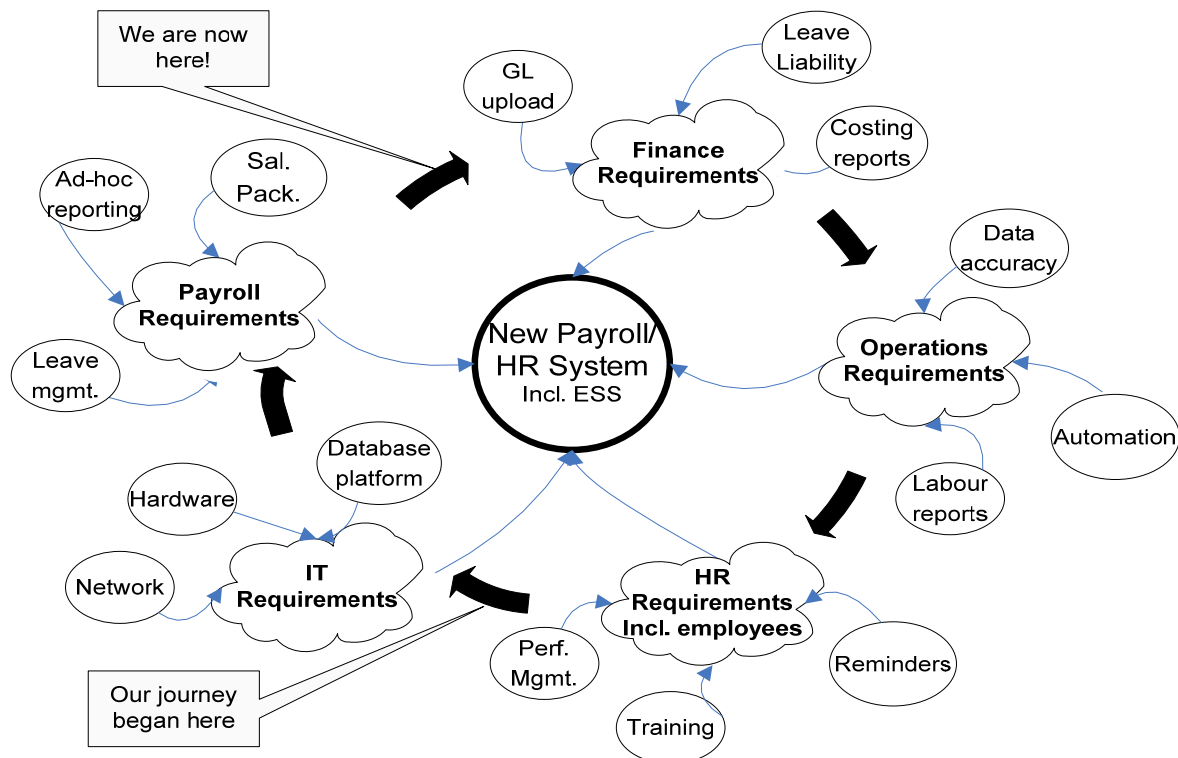 We are now
here!
Leave
Liability
GL
upload
Finance
Requirements
Costing
reports
Sal.
Pack.
Ad-hoc
reporting
Data
accuracy
Payroll
Requirements
New Payroll/
HR System
Incl. ESS
Operations
Requirements
Leave
mgmt.
Automation
Database
platform
Hardware
Labour
reports
Network
IT
Requirements
HR
Requirements
Incl. employees
Perf.
Mgmt.
Reminders
Our journey
began here
Training